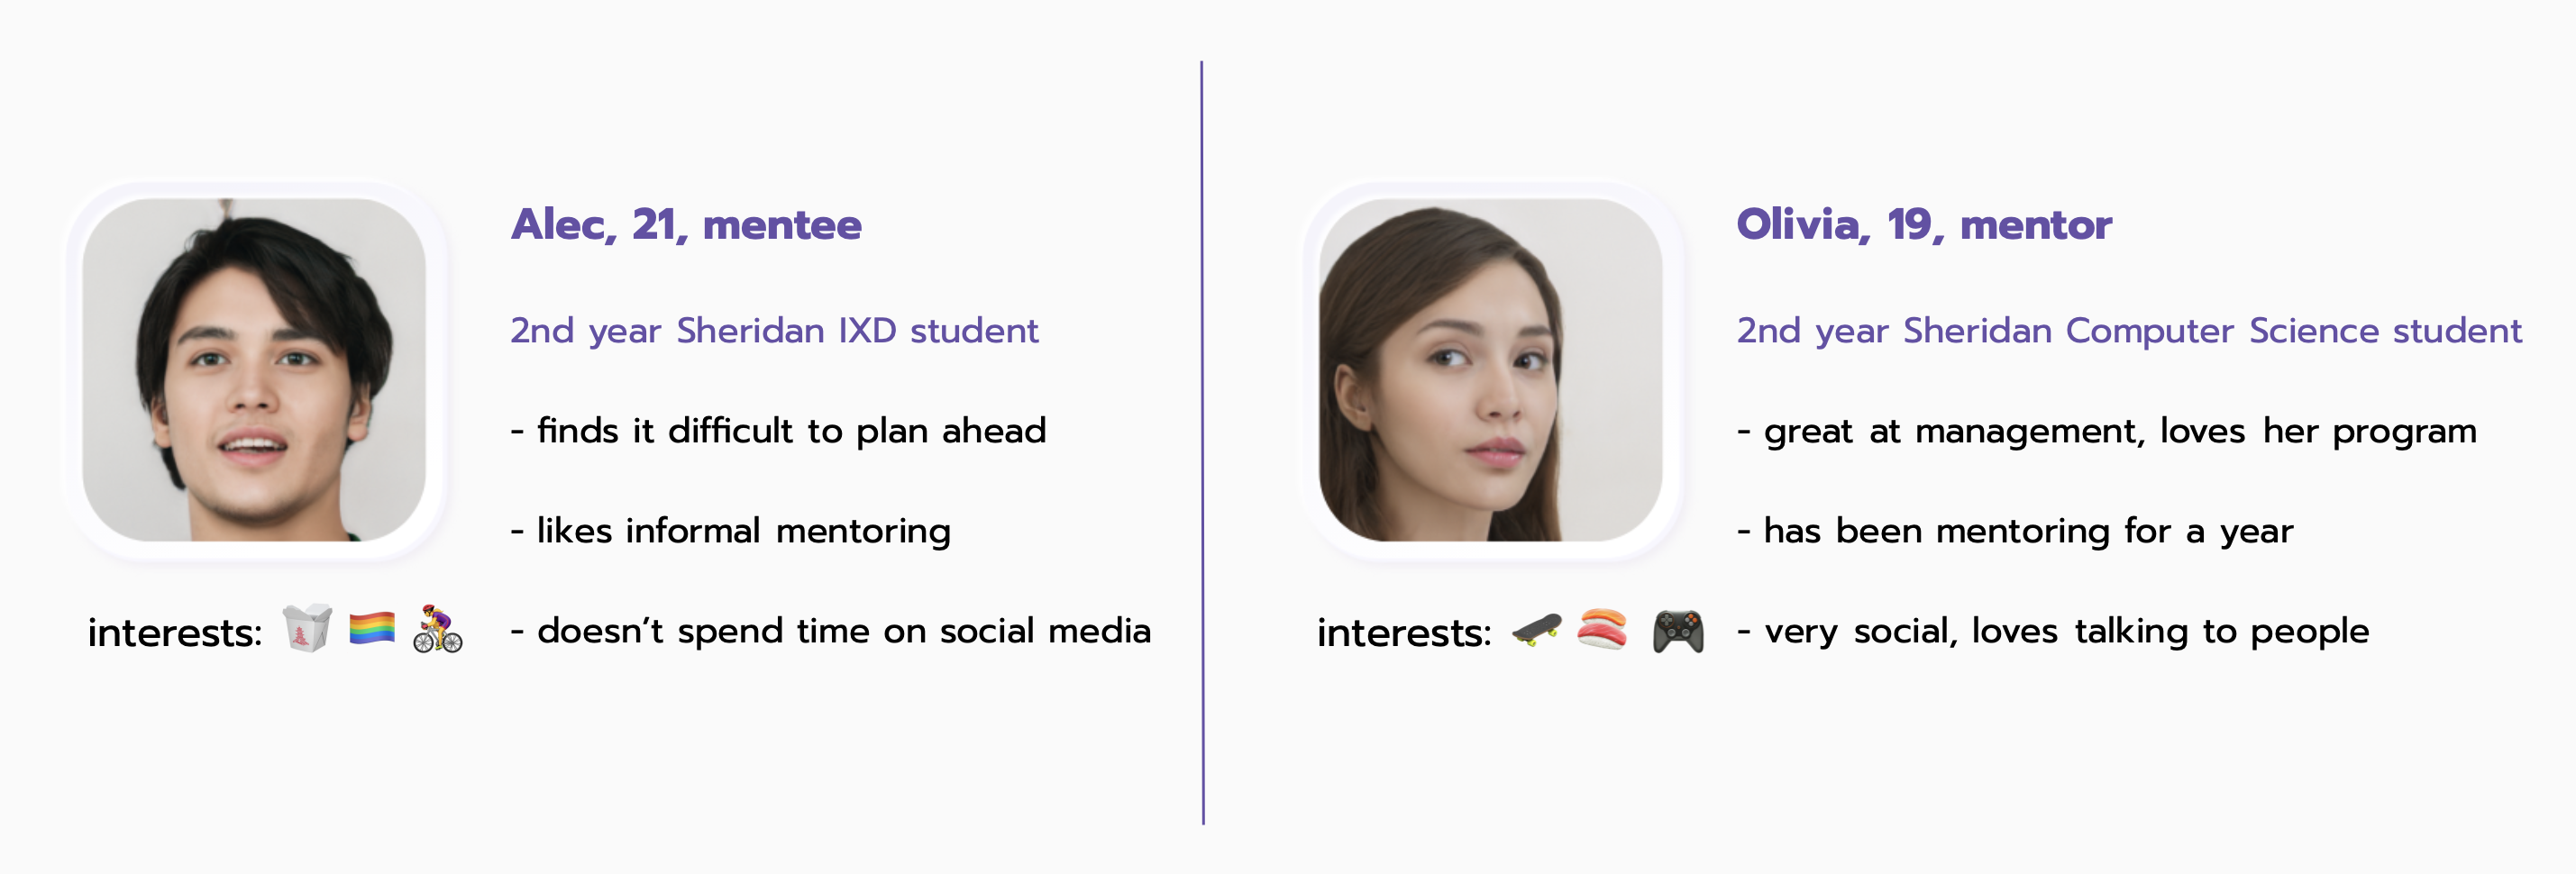 Alec, 21, mentee
2nd year Sheridan IXD student
- finds it difficult to plan ahead
- likes informal mentoring
- doesn’t spend time on social media
interests: 🥡 🏳️‍🌈 🚴‍♀️
Olivia, 19, mentor
2nd year Sheridan Computer Science student
- great at management, loves her program
- has been mentoring for a year
- very social, loves talking to people
interests: 🛹 🍣 🎮